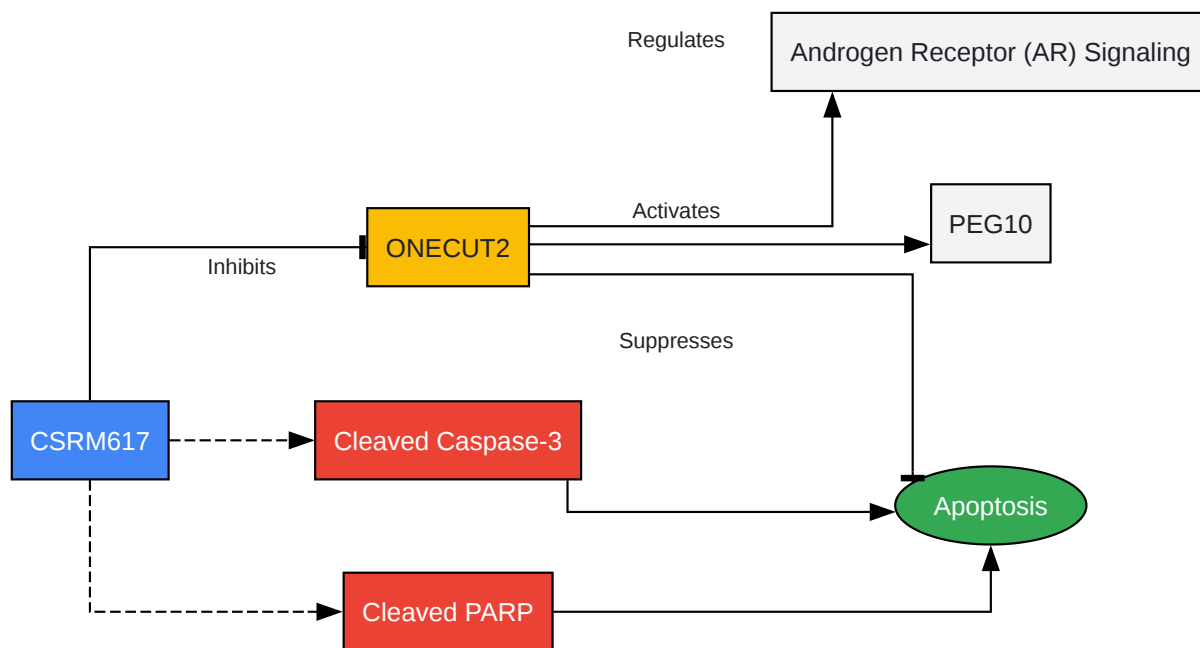 Regulates
Androgen Receptor (AR) Signaling
Activates
PEG10
ONECUT2
Inhibits
Suppresses
CSRM617
Cleaved Caspase-3
Apoptosis
Cleaved PARP